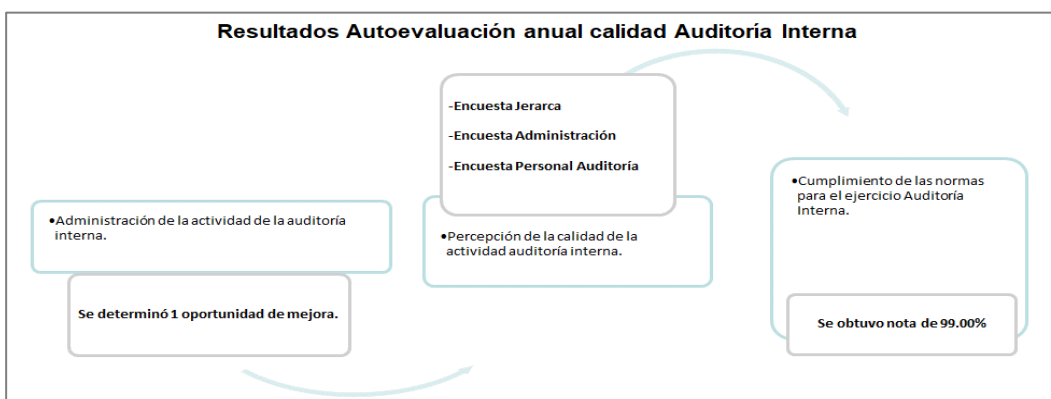 Resultados Autoevaluación anual calidad Auditoría Interna
•Administración de la actividad de la auditoría
interna.
Se determinó 1 oportunidad de mejora.
-Encuesta Jerarca
-Encuesta Administración
-Encuesta Personal Auditoría
•Percepción de la calidad de la
actividad auditoría interna.
•Cumplimiento de las normas
para el ejercicio Auditoría
Interna.
Se obtuvo nota de 99.00%